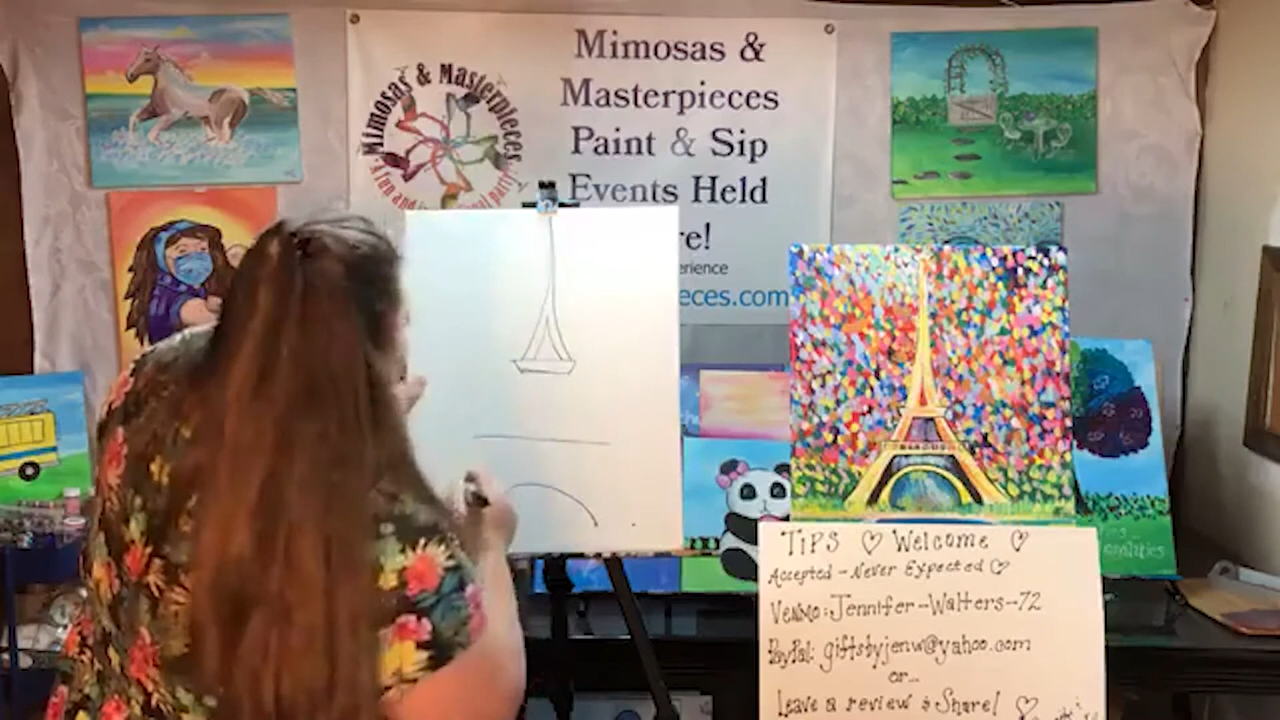 Mimosas &
Masterpieces
Paint & Sip
Events Held
re!
erience
eces.com
Mimosas & Masterpieces
TiPS ♡ Welcome ♡
Accepted - Never Expected ♡
Venmo: Jennifer-Walters-72
PayPal: giftsbyjenw@yahoo.com
or...
Leave a review & Share! ♡